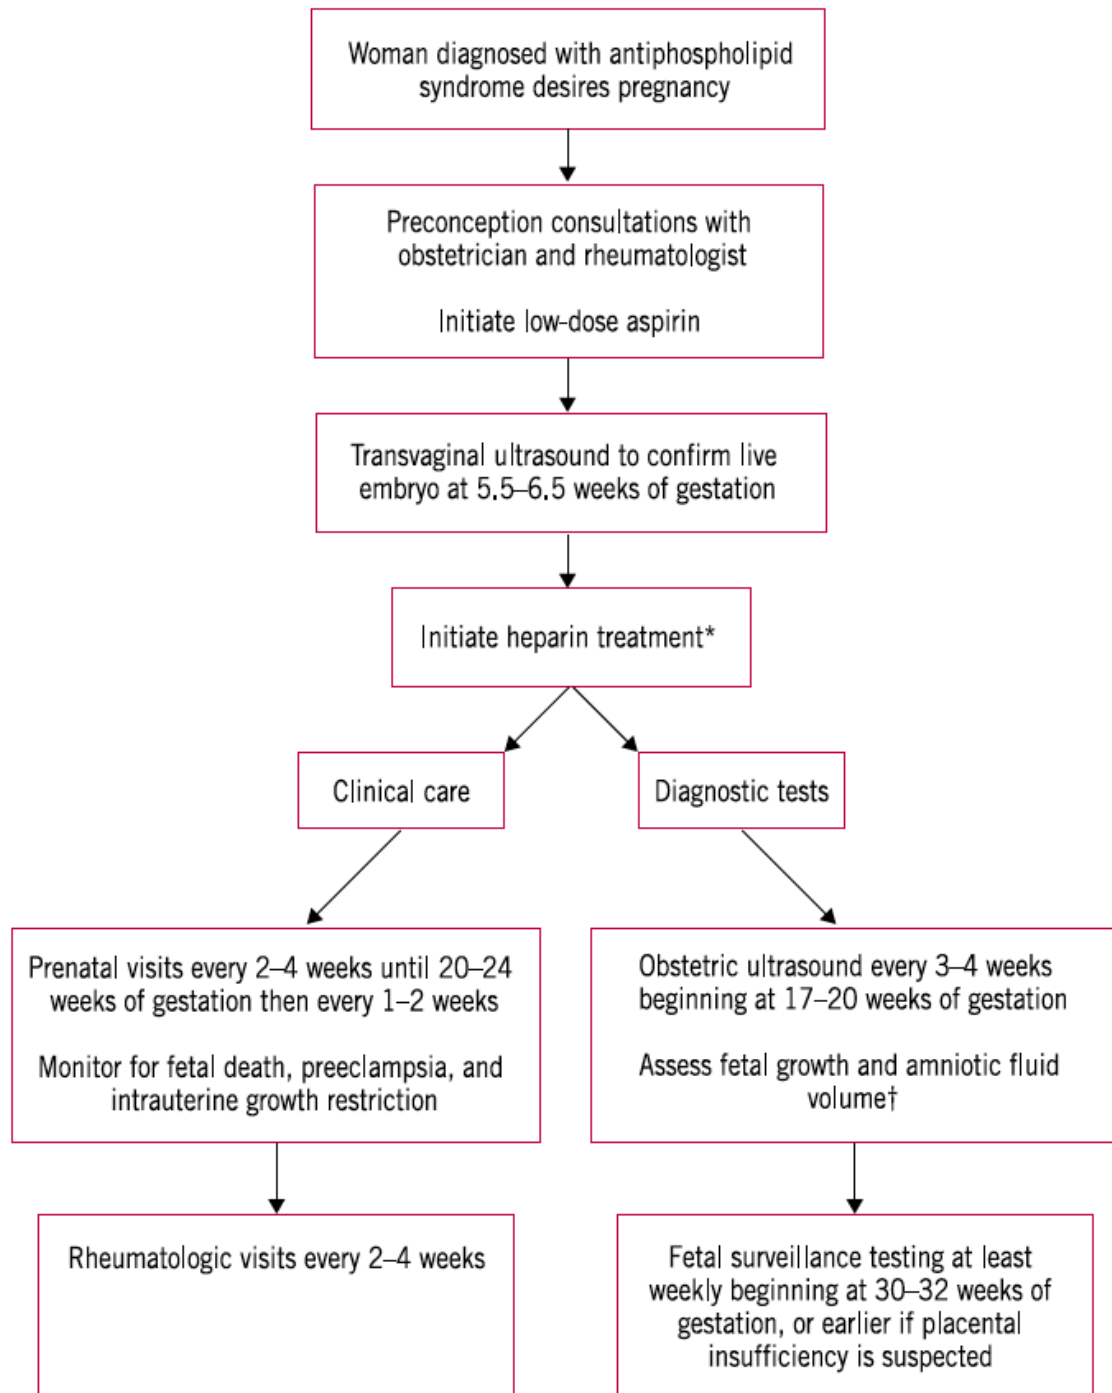 Woman diagnosed with antiphospholipid
syndrome desires pregnancy
Preconception consultations with
obstetrician and rheumatologist
Initiate low-dose aspirin
Transvaginal ultrasound to confirm live
embryo at 5.5–6.5 weeks of gestation
Initiate heparin treatment*
Clinical care
Diagnostic tests
Prenatal visits every 2–4 weeks until 20–24
weeks of gestation then every 1–2 weeks
Monitor for fetal death, preeclampsia, and
intrauterine growth restriction
Obstetric ultrasound every 3–4 weeks
beginning at 17–20 weeks of gestation
Assess fetal growth and amniotic fluid
volume†
Rheumatologic visits every 2–4 weeks
Fetal surveillance testing at least
weekly beginning at 30–32 weeks of
gestation, or earlier if placental
insufficiency is suspected